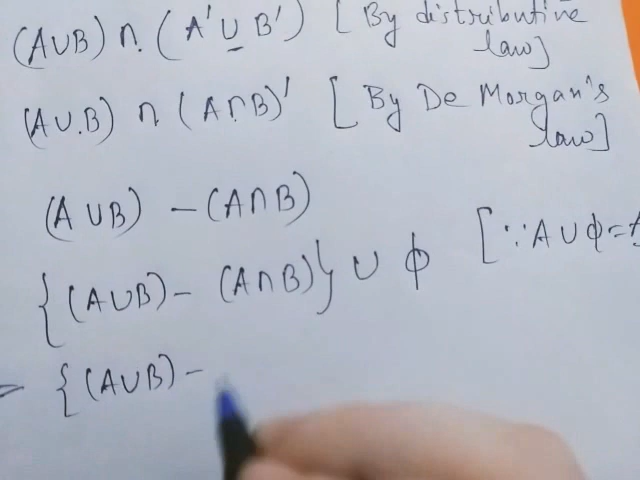 (A∪B) ∩ (A' ∪ B') [By distributive
law]
(A∪B) ∩ (A∩B)' [By De Morgan's
law]
(A∪B) – (A∩B)
{(A∪B) – (A∩B)} ∪ ϕ [∵A∪ϕ=A
= {(A∪B) –